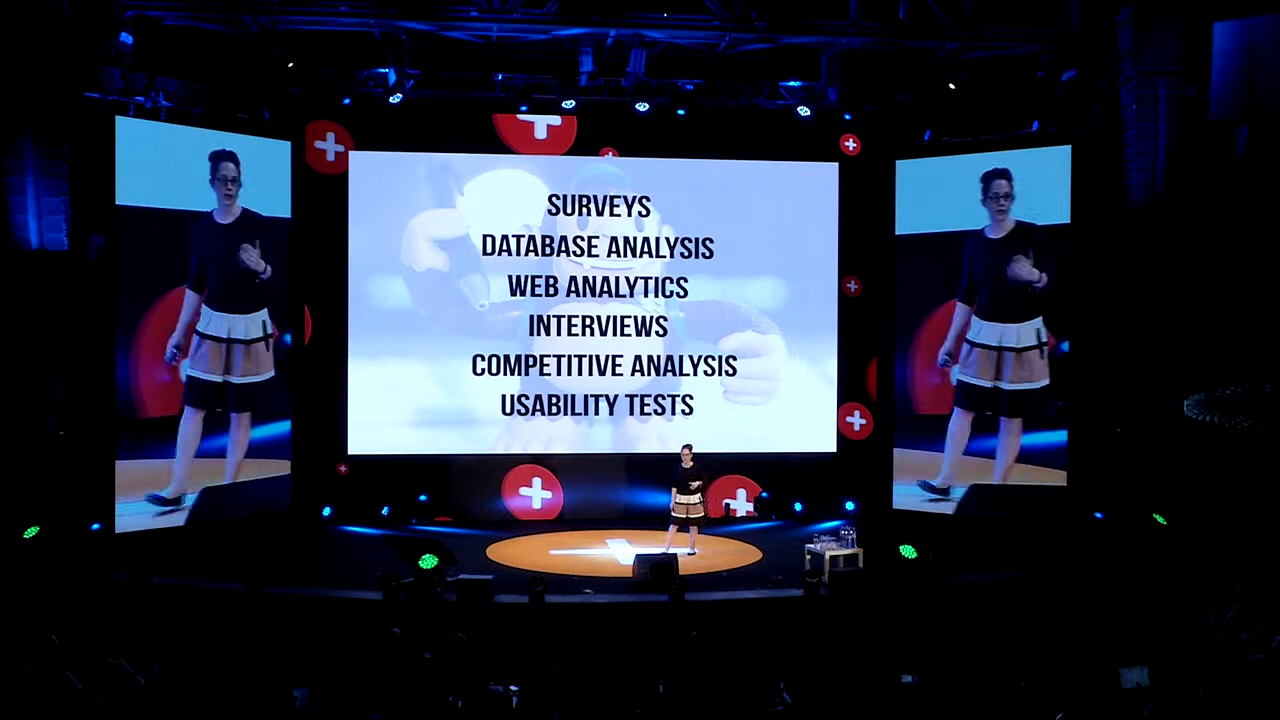 SURVEYS
DATABASE ANALYSIS
WEB ANALYTICS
INTERVIEWS
COMPETITIVE ANALYSIS
USABILITY TESTS